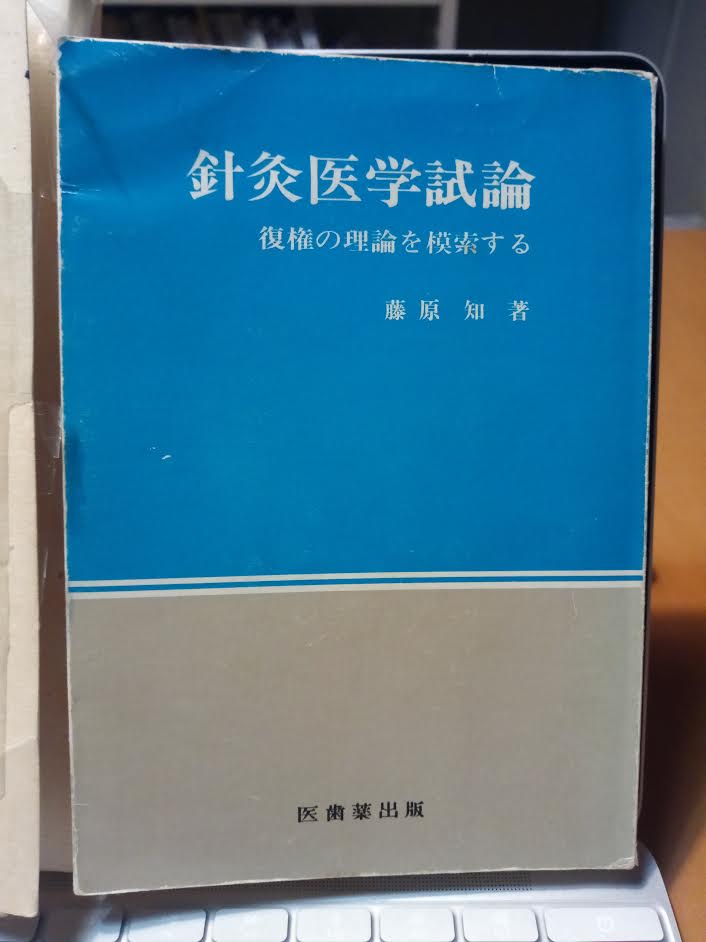 針灸医学試論
復権の理論を模索する
藤原 知 著
医歯薬出版